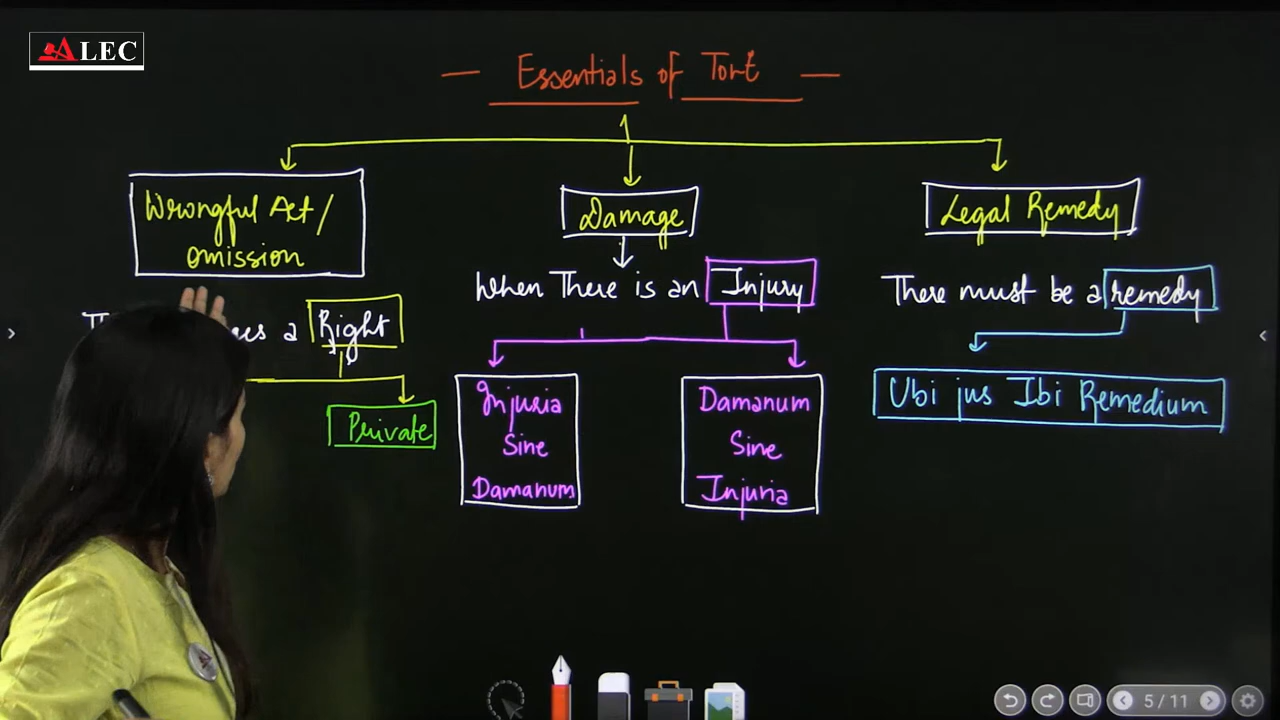 ALEC
Essentials of Tort
Wrongful Act/
omission
Damage
Legal Remedy
When There is an Injury
There must be a remedy
a Right
Private
Injuria
Sine
Damanum
Damanum
Sine
Injuria
Ubi jus Ibi Remedium
5 / 11